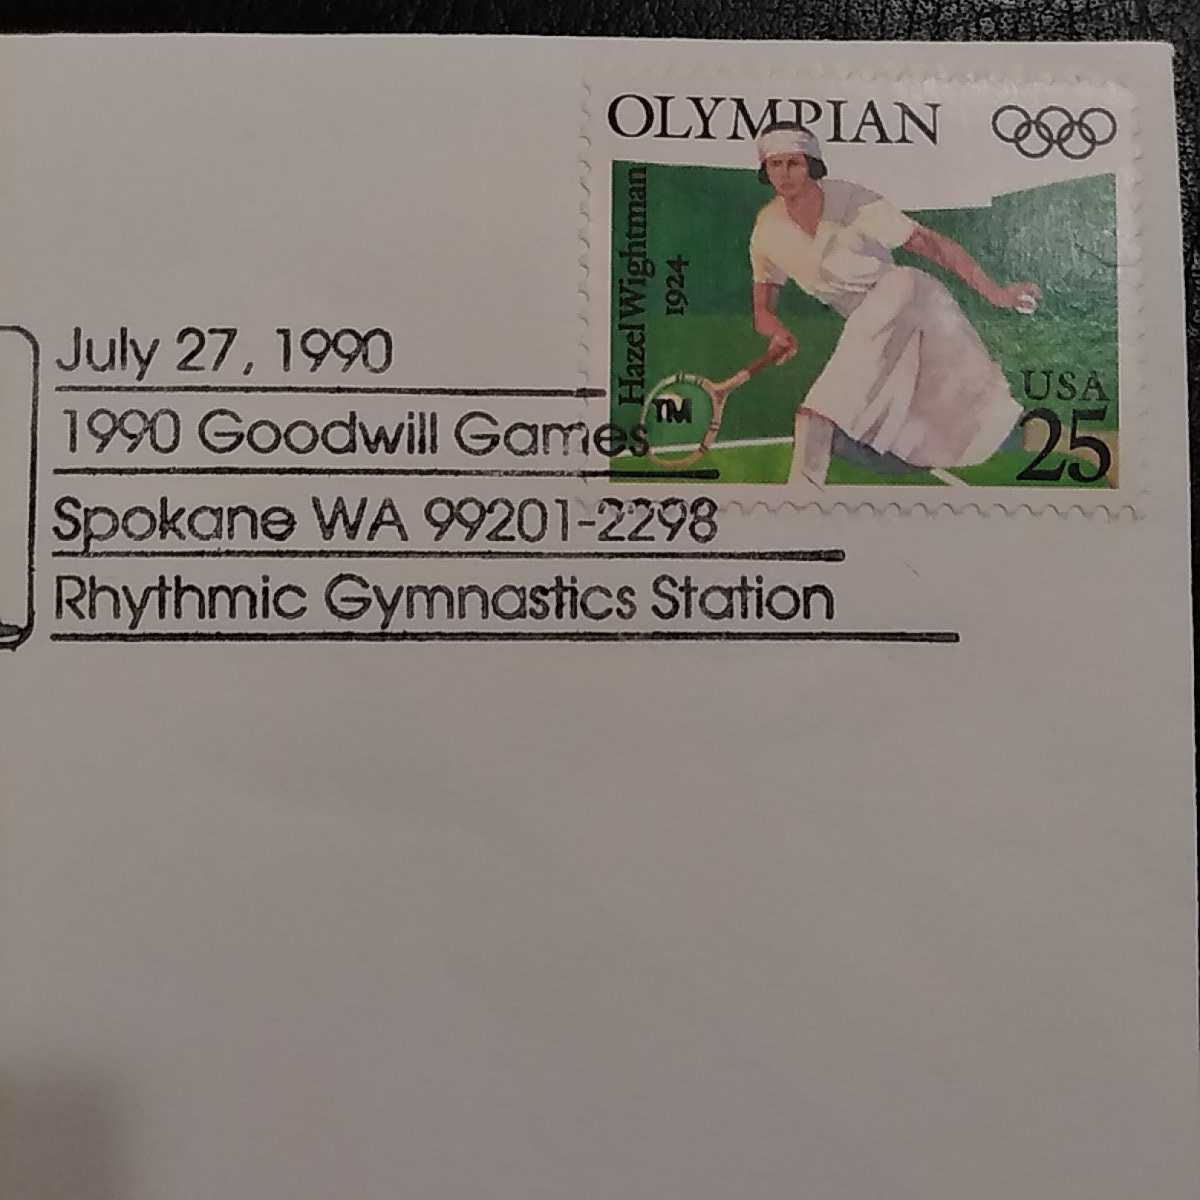 OLYMPIAN
Hazel Wightman
1924
USA
25
July 27, 1990
1990 Goodwill Games TM
Spokane WA 99201-2298
Rhythmic Gymnastics Station